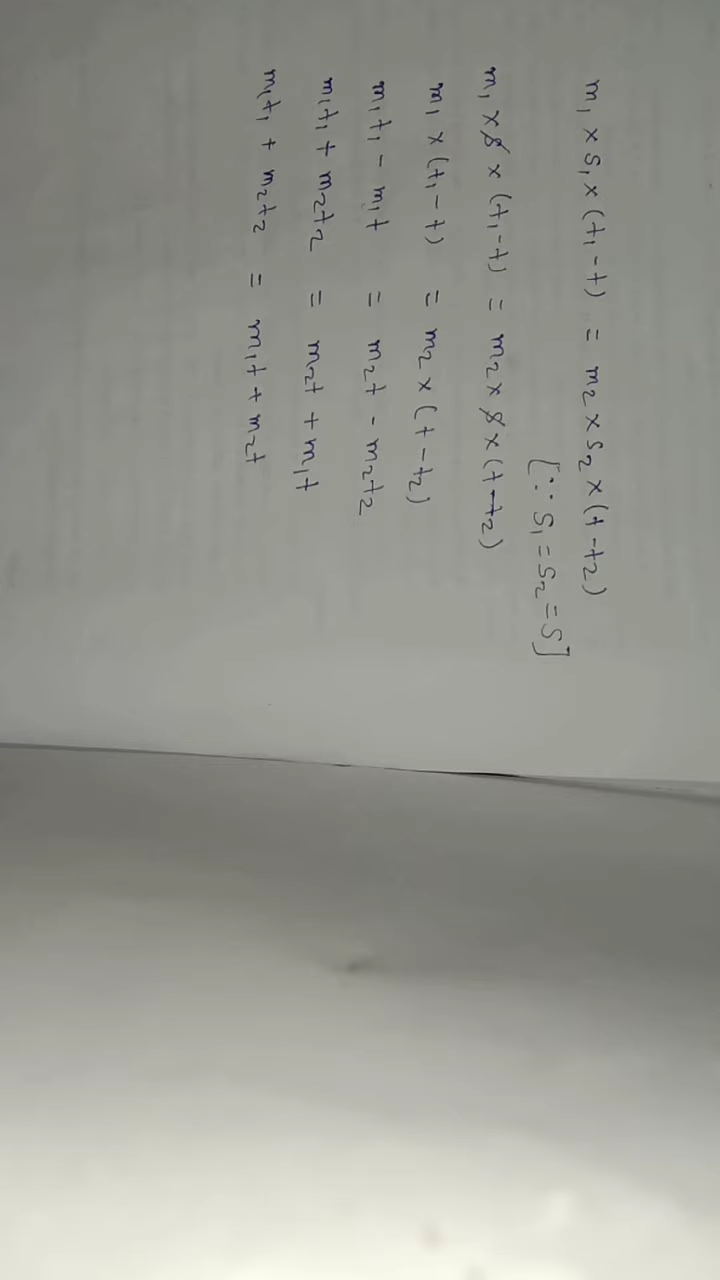 m₁ × s₁ × (t₁ - t) = m₂ × s₂ × (t - t₂)
[∵ s₁ = s₂ = s]
m₁ × s × (t₁ - t) = m₂ × s × (t - t₂)
m₁ × (t₁ - t) = m₂ × (t - t₂)
m₁t₁ - m₁t = m₂t - m₂t₂
m₁t₁ + m₂t₂ = m₂t + m₁t
m₁t₁ + m₂t₂ = m₁t + m₂t